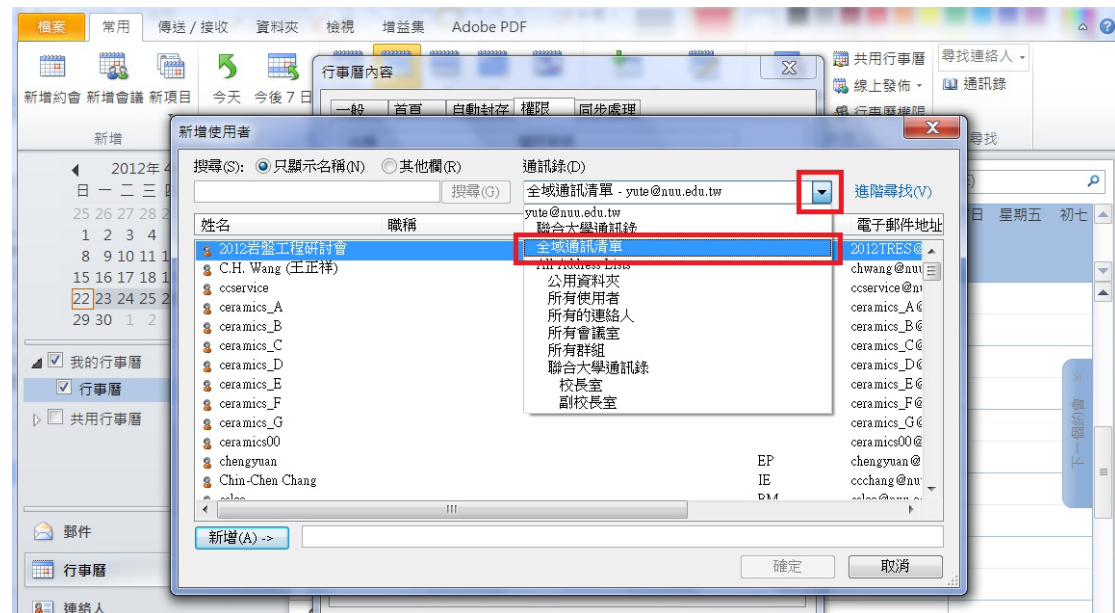 檔案 常用 傳送 / 接收 資料夾 檢視 增益集 Adobe PDF
行事曆內容
共用行事曆 尋找連絡人
線上發佈 通訊錄
行事曆權限
新增約會 新增會議 新項目 今天 今後 7 日
一般 首頁 自動封存 權限 同步處理
新增 尋找
新增使用者
搜尋(S): 只顯示名稱(N) 其他欄(R) 通訊錄(D)
搜尋(G) 全域通訊清單 - yute@nuu.edu.tw 進階尋找(V)
姓名 職稱 電子郵件地址
yute@nuu.edu.tw
聯合大學通訊錄
全域通訊清單
All Address Lists
公用資料夾
所有使用者
所有的連絡人
所有會議室
所有群組
聯合大學通訊錄
校長室
副校長室
2012岩盤工程研討會 2012TRES@
C.H. Wang (王正祥) chwang@nuu
ccservice ccservice@nu
ceramics_A ceramics_A@
ceramics_B ceramics_B@
ceramics_C ceramics_C@
ceramics_D ceramics_D@
ceramics_E ceramics_E@
ceramics_F ceramics_F@
ceramics_G ceramics_G@
ceramics00 ceramics00@
chengyuan EP chengyuan@
Chin-Chen Chang IE ccchang@nuu
新增(A) ->
確定 取消
2012年 4
日 一 二 三 四
25 26 27 28 2
1 2 3 4
8 9 10 11 1
15 16 17 18 1
22 23 24 25 2
29 30 1 2
我的行事曆
行事曆
共用行事曆
郵件
行事曆
連絡人
日 星期五 初七
下一個約會